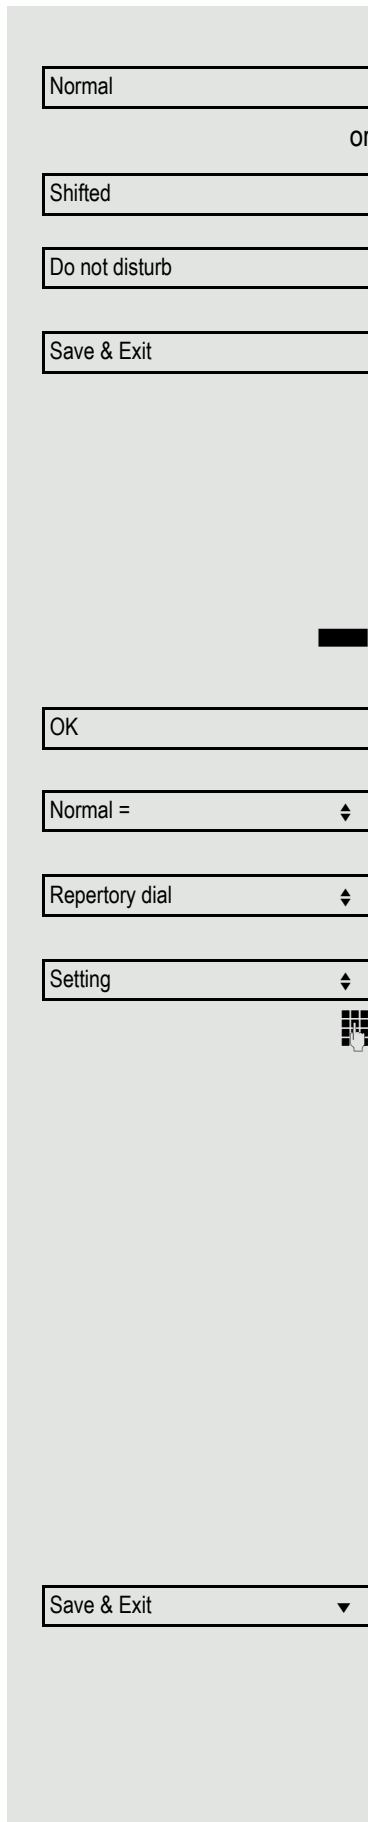 Normal
or
Shifted
Do not disturb
Save & Exit
OK
Normal =
Repertory dial
Setting
Save & Exit